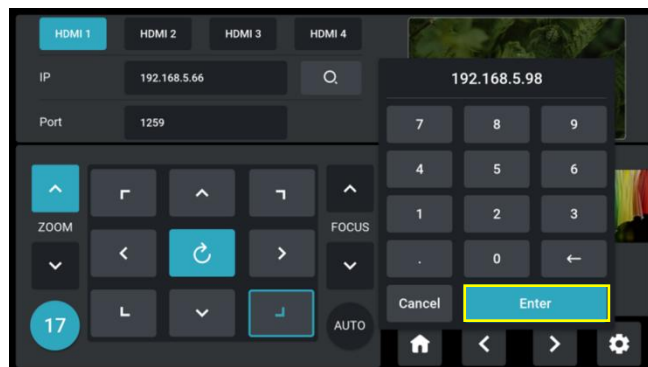 HDMI 1 HDMI 2 HDMI 3 HDMI 4
IP 192.168.5.66
Port 1259
192.168.5.98
7 8 9
4 5 6
1 2 3
. 0 ←
Cancel Enter
ZOOM
17
FOCUS
AUTO